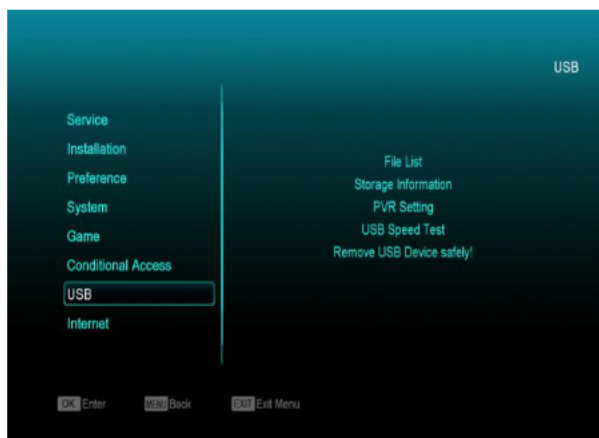 USB
Service
Installation
Preference
System
Game
Conditional Access
USB
Internet
File List
Storage Information
PVR Setting
USB Speed Test
Remove USB Device safely!
OK Enter MENU Back EXIT Exit Menu